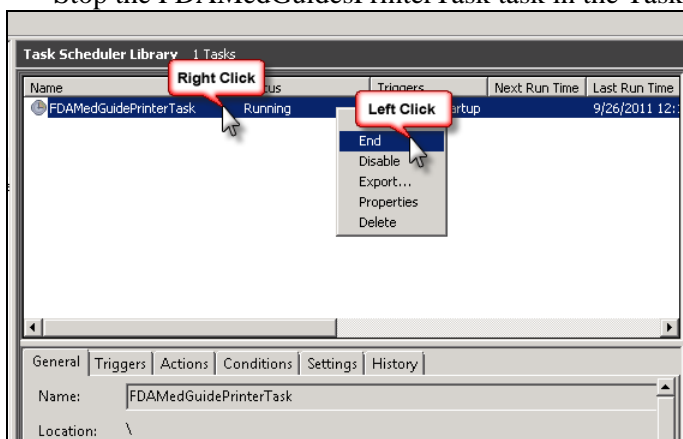 Stop the FDAMedGuidesPrinterTask task in the Task
Task Scheduler Library 1 Tasks
Name Triggers Next Run Time Last Run Time
Right Click
FDAMedGuidePrinterTask Running 9/26/2011 12:
Left Click
End
Disable
Export...
Properties
Delete
General Triggers Actions Conditions Settings History
Name: FDAMedGuidePrinterTask
Location: \